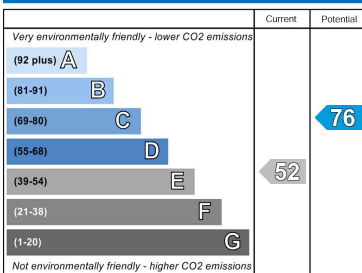 Current Potential
Very environmentally friendly - lower CO2 emissions
(92 plus) A
(81-91) B
(69-80) C
76
(55-68) D
(39-54) E
52
(21-38) F
(1-20) G
Not environmentally friendly - higher CO2 emissions